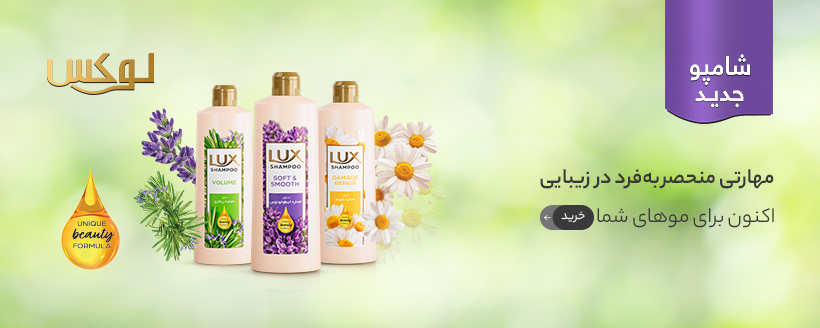 شامپو
جدید
لوکس
مهارتی منحصربه‌فرد در زیبایی
اکنون برای موهای شما خرید
UNIQUE
beauty
FORMULA
LUX
SHAMPOO
VOLUME
LUX
SHAMPOO
SOFT &
SMOOTH
LUX
SHAMPOO
DAMAGE
REPAIR